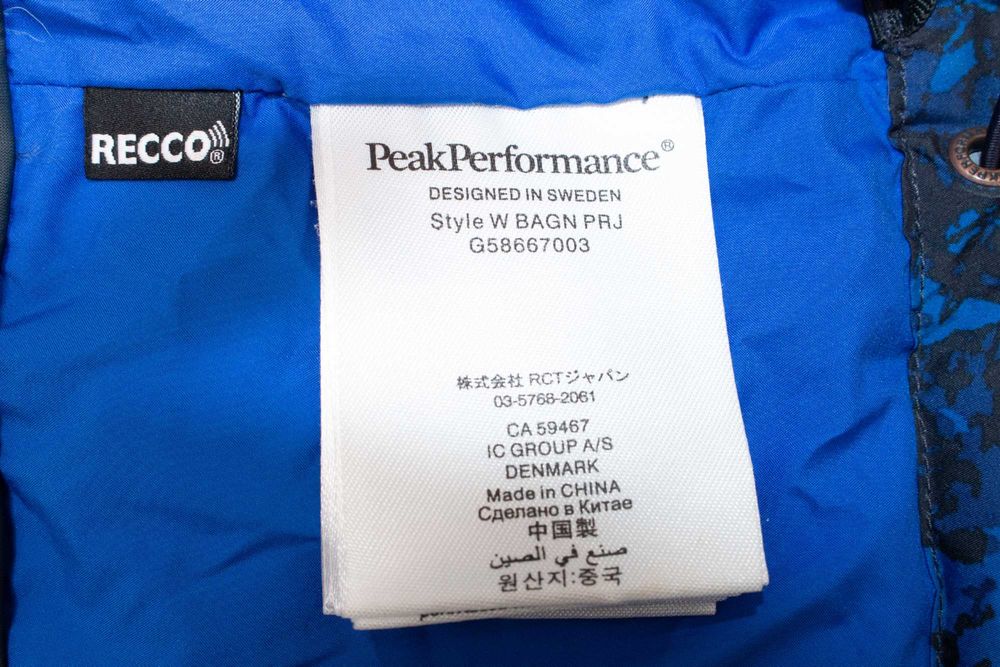 RECCO®
PeakPerformance®
DESIGNED IN SWEDEN
Style W BAGN PRJ
G58667003
株式会社 RCTジャパン
03-5768-2061
CA 59467
IC GROUP A/S
DENMARK
Made in CHINA
Сделано в Китае
中国製
صنع في الصين
원산지:중국